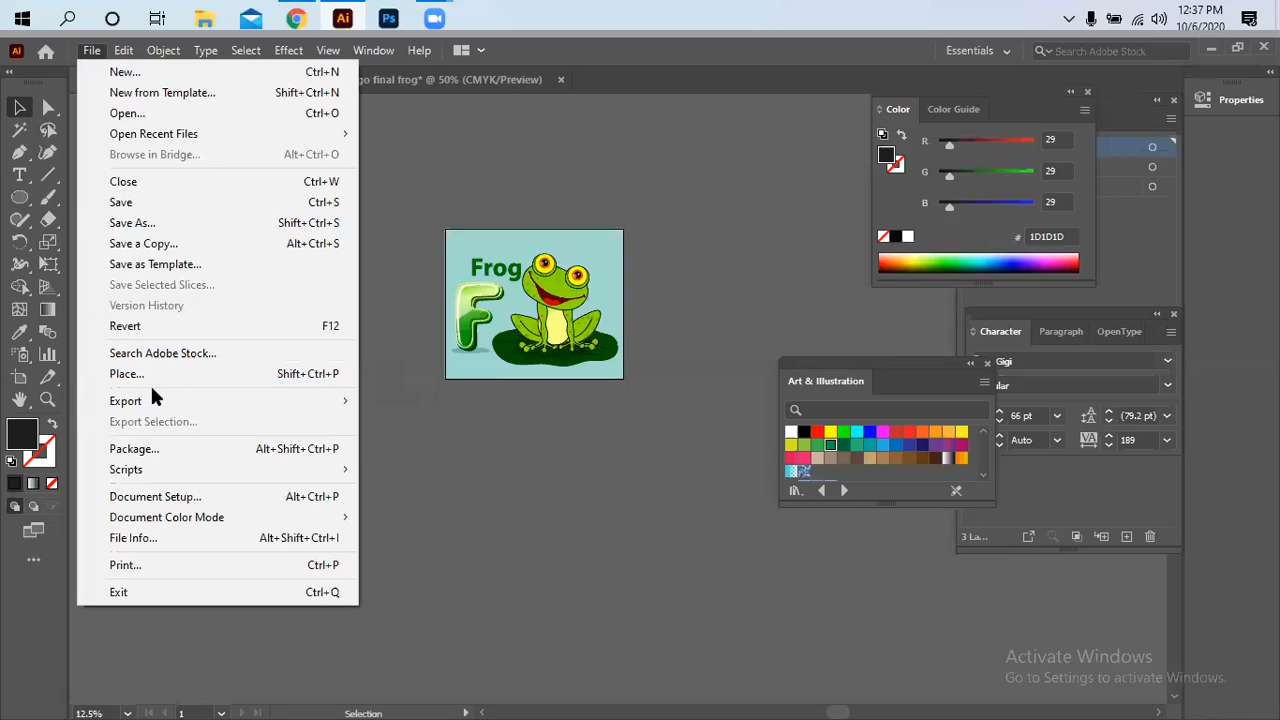 12:37 PM
10/6/2020
File Edit Object Type Select Effect View Window Help
Essentials
Search Adobe Stock
go final frog* @ 50% (CMYK/Preview)
New... Ctrl+N
New from Template... Shift+Ctrl+N
Open... Ctrl+O
Open Recent Files
Browse in Bridge... Alt+Ctrl+O
Close Ctrl+W
Save Ctrl+S
Save As... Shift+Ctrl+S
Save a Copy... Alt+Ctrl+S
Save as Template...
Save Selected Slices...
Version History
Revert F12
Search Adobe Stock...
Place... Shift+Ctrl+P
Export
Export Selection...
Package... Alt+Shift+Ctrl+P
Scripts
Document Setup... Alt+Ctrl+P
Document Color Mode
File Info... Alt+Shift+Ctrl+I
Print... Ctrl+P
Exit Ctrl+Q
Frog
F
Color Color Guide
R 29
G 29
B 29
# 1D1D1D
Properties
Art & Illustration
Character Paragraph OpenType
Gigi
ular
66 pt (79.2 pt)
Auto 189
3 La...
Activate Windows
Go to Settings to activate Windows.
12.5% 1 Selection
Ai Ps
Ai